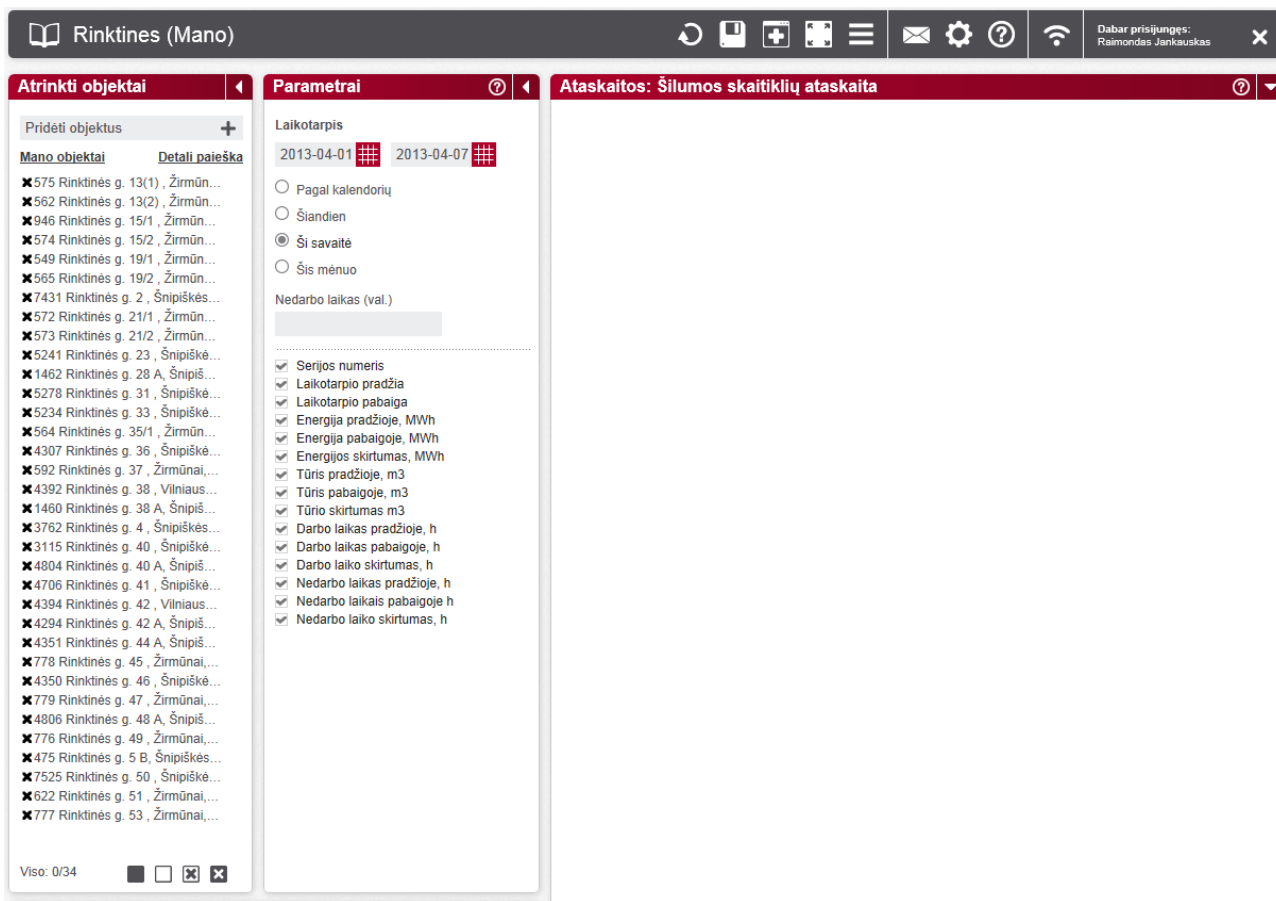 Rinktines (Mano)
Dabar prisijungęs:
Raimondas Jankauskas
Atrinkti objektai
Pridėti objektus
Mano objektai Detali paieška
575 Rinktinės g. 13(1) , Žirmūn...
562 Rinktinės g. 13(2) , Žirmūn...
946 Rinktinės g. 15/1 , Žirmūn...
574 Rinktinės g. 15/2 , Žirmūn...
549 Rinktinės g. 19/1 , Žirmūn...
565 Rinktinės g. 19/2 , Žirmūn...
7431 Rinktinės g. 2 , Šnipiškės...
572 Rinktinės g. 21/1 , Žirmūn...
573 Rinktinės g. 21/2 , Žirmūn...
5241 Rinktinės g. 23 , Šnipiškė...
1462 Rinktinės g. 28 A, Šnipiš...
5278 Rinktinės g. 31 , Šnipiškė...
5234 Rinktinės g. 33 , Šnipiškė...
564 Rinktinės g. 35/1 , Žirmūn...
4307 Rinktinės g. 36 , Šnipiškė...
592 Rinktinės g. 37 , Žirmūnai,...
4392 Rinktinės g. 38 , Vilniaus...
1460 Rinktinės g. 38 A, Šnipiš...
3762 Rinktinės g. 4 , Šnipiškės...
3115 Rinktinės g. 40 , Šnipiškė...
4804 Rinktinės g. 40 A, Šnipiš...
4706 Rinktinės g. 41 , Šnipiškė...
4394 Rinktinės g. 42 , Vilniaus...
4294 Rinktinės g. 42 A, Šnipiš...
4351 Rinktinės g. 44 A, Šnipiš...
778 Rinktinės g. 45 , Žirmūnai,...
4350 Rinktinės g. 46 , Šnipiškė...
779 Rinktinės g. 47 , Žirmūnai,...
4806 Rinktinės g. 48 A, Šnipiš...
776 Rinktinės g. 49 , Žirmūnai,...
475 Rinktinės g. 5 B, Šnipiškės...
7525 Rinktinės g. 50 , Šnipiškė...
622 Rinktinės g. 51 , Žirmūnai,...
777 Rinktinės g. 53 , Žirmūnai,...
Viso: 0/34
Parametrai
Laikotarpis
2013-04-01 2013-04-07
Pagal kalendorių
Šiandien
Ši savaitė
Šis mėnuo
Nedarbo laikas (val.)
Serijos numeris
Laikotarpio pradžia
Laikotarpio pabaiga
Energija pradžioje, MWh
Energija pabaigoje, MWh
Energijos skirtumas, MWh
Tūris pradžioje, m3
Tūris pabaigoje, m3
Tūrio skirtumas m3
Darbo laikas pradžioje, h
Darbo laikas pabaigoje, h
Darbo laiko skirtumas, h
Nedarbo laikas pradžioje, h
Nedarbo laikais pabaigoje h
Nedarbo laiko skirtumas, h
Ataskaitos: Šilumos skaitiklių ataskaita